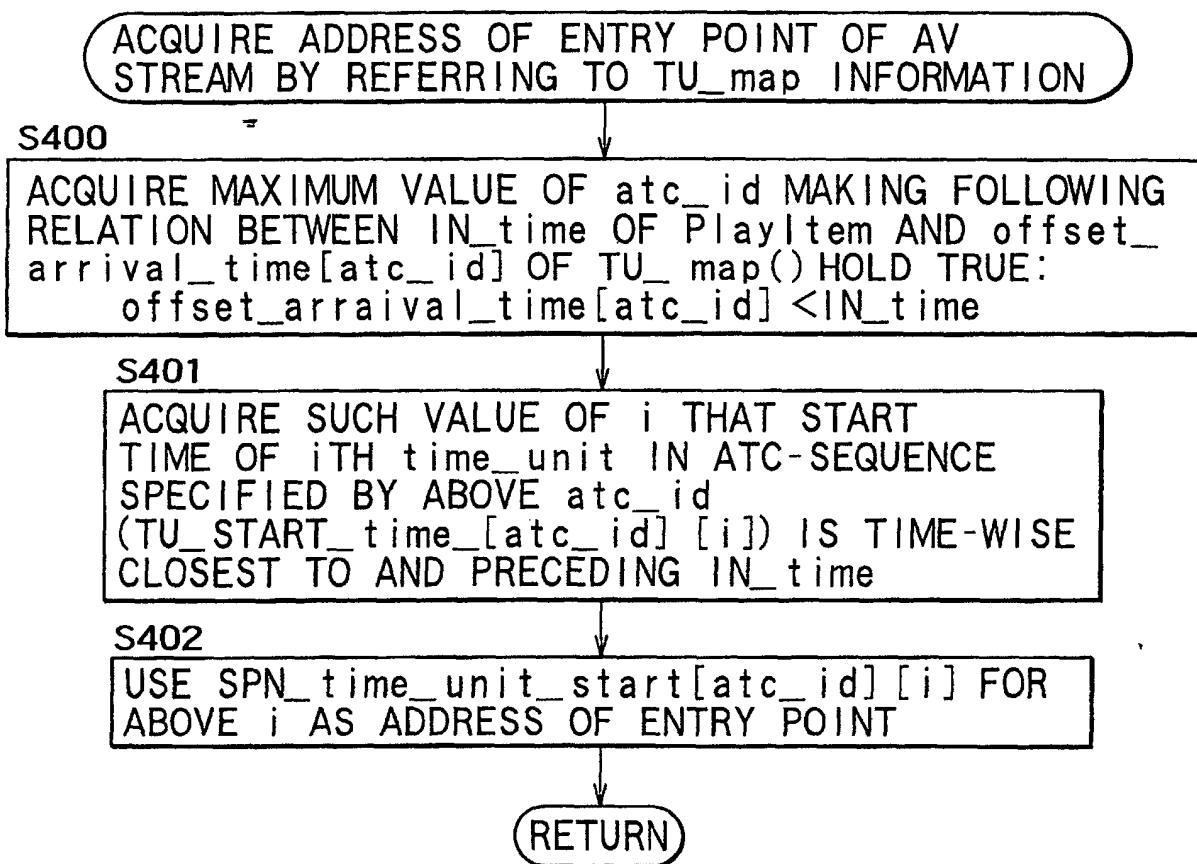 ACQUIRE ADDRESS OF ENTRY POINT OF AV
STREAM BY REFERRING TO TU_map INFORMATION
S400
ACQUIRE MAXIMUM VALUE OF atc_id MAKING FOLLOWING
RELATION BETWEEN IN_time OF PlayItem AND offset_
arrival_time[atc_id] OF TU_ map() HOLD TRUE:
offset_arraival_time[atc_id] <IN_time
S401
ACQUIRE SUCH VALUE OF i THAT START
TIME OF iTH time_unit IN ATC-SEQUENCE
SPECIFIED BY ABOVE atc_id
(TU_START_time_[atc_id] [i]) IS TIME-WISE
CLOSEST TO AND PRECEDING IN_time
S402
USE SPN_time_unit_start[atc_id] [i] FOR
ABOVE i AS ADDRESS OF ENTRY POINT
RETURN